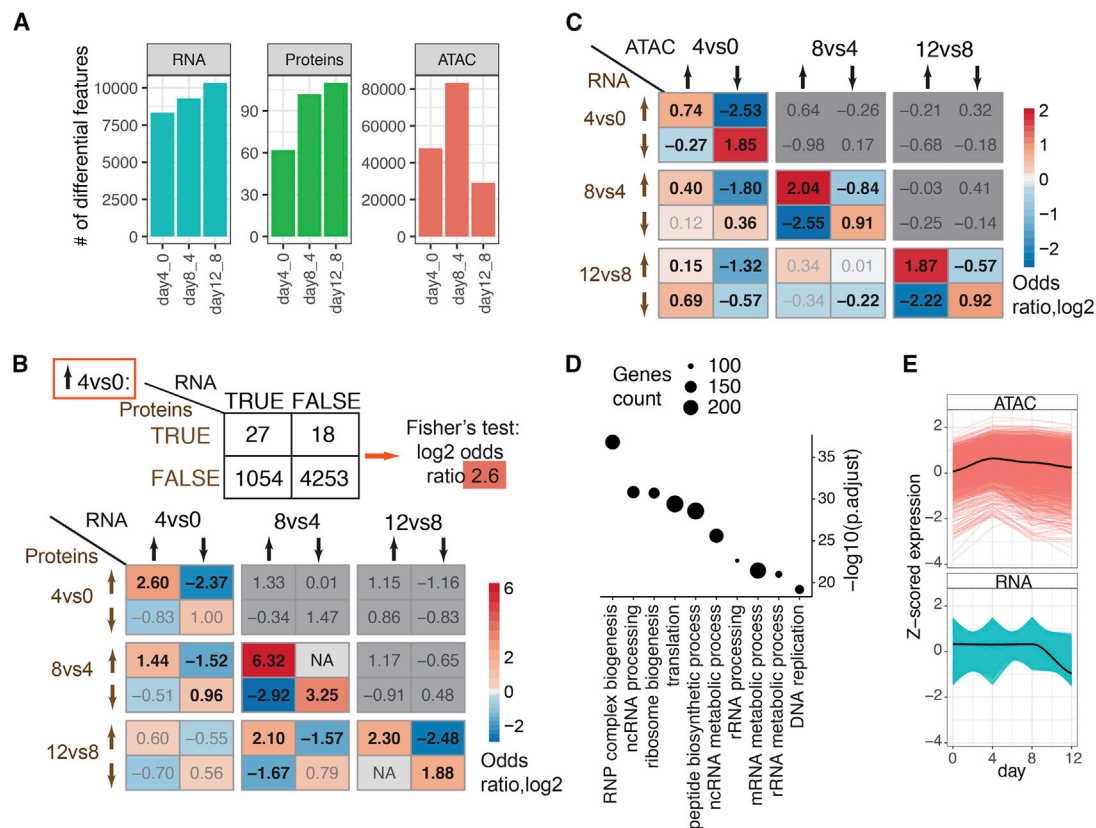 A
RNA
Proteins
ATAC
# of differential features
10000
7500
5000
2500
0
90
60
30
0
80000
60000
40000
20000
0
day4_0
day8_4
day12_8
day4_0
day8_4
day12_8
day4_0
day8_4
day12_8
B
4vs0:
RNA
Proteins
TRUE FALSE
TRUE 27 18
FALSE 1054 4253
Fisher's test:
log2 odds
ratio 2.6
RNA 4vs0 8vs4 12vs8
Proteins
4vs0
2.60 −2.37 1.33 0.01 1.15 −1.16
−0.83 1.00 −0.34 1.47 0.86 −0.83
8vs4
1.44 −1.52 6.32 NA 1.17 −0.65
−0.51 0.96 −2.92 3.25 −0.91 0.48
12vs8
0.60 −0.55 2.10 −1.57 2.30 −2.48
−0.70 0.56 −1.67 0.79 NA 1.88
6
4
2
0
−2
Odds
ratio,log2
C
ATAC 4vs0 8vs4 12vs8
RNA
4vs0
0.74 −2.53 0.64 −0.26 −0.21 0.32
−0.27 1.85 −0.98 0.17 −0.68 −0.18
8vs4
0.40 −1.80 2.04 −0.84 −0.03 0.41
0.12 0.36 −2.55 0.91 −0.25 −0.14
12vs8
0.15 −1.32 0.34 0.01 1.87 −0.57
0.69 −0.57 −0.34 −0.22 −2.22 0.92
2
1
0
−1
−2
Odds
ratio,log2
D
Genes
count
100
150
200
35
30
25
20
−log10(p.adjust)
RNP complex biogenesis
ncRNA processing
ribosome biogenesis
translation
peptide biosynthetic process
ncRNA metabolic process
rRNA processing
mRNA metabolic process
rRNA metabolic process
DNA replication
E
ATAC
2
0
−2
−4
RNA
2
0
−2
−4
Z−scored expression
0 4 8 12
day